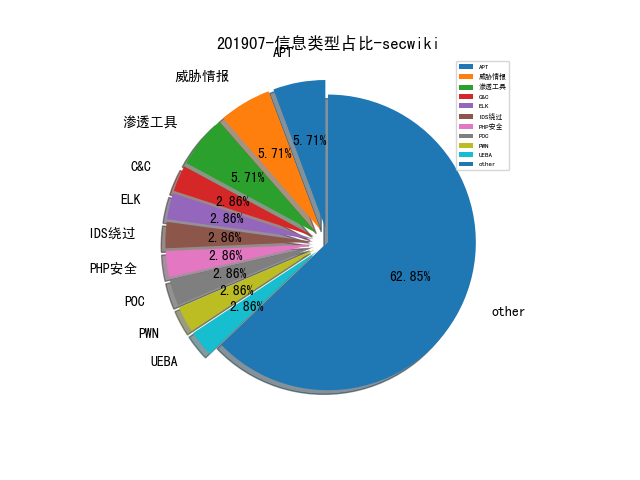 201907-信息类型占比-secwiki
APT
威胁情报
渗透工具
C&C
ELK
IDS绕过
PHP安全
POC
PWN
UEBA
other
5.71%
5.71%
5.71%
2.86%
2.86%
2.86%
2.86%
2.86%
2.86%
2.86%
62.85%
APT
威胁情报
渗透工具
C&C
ELK
IDS绕过
PHP安全
POC
PWN
UEBA
other